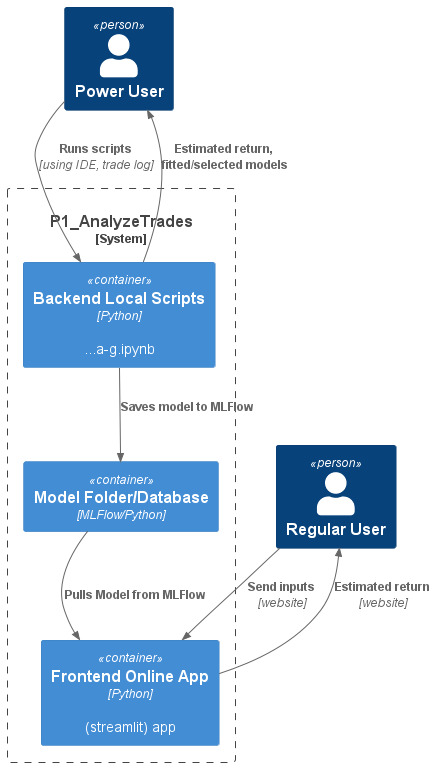 «person»
Power User
Runs scripts
[using IDE, trade log]
Estimated return,
fitted/selected models
P1_AnalyzeTrades
[System]
«container»
Backend Local Scripts
[Python]
...a-g.ipynb
Saves model to MLFlow
«container»
Model Folder/Database
[MLFlow/Python]
«person»
Regular User
Pulls Model from MLFlow
Send inputs
[website]
Estimated return
[website]
«container»
Frontend Online App
[Python]
(streamlit) app